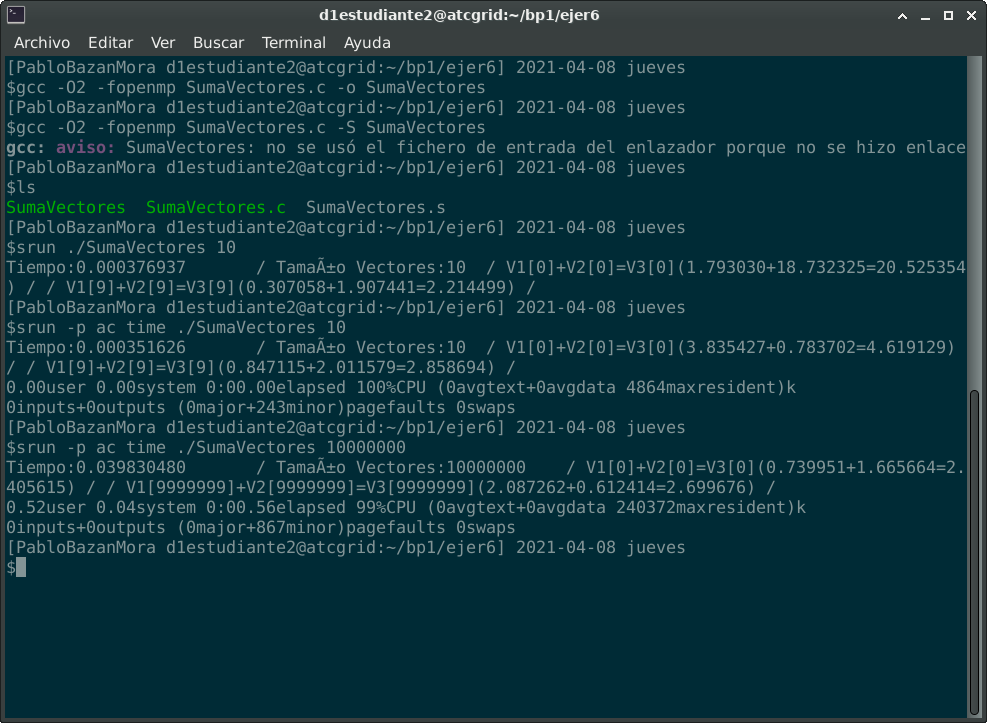 d1estudiante2@atcgrid:~/bp1/ejer6
Archivo Editar Ver Buscar Terminal Ayuda
[PabloBazanMora d1estudiante2@atcgrid:~/bp1/ejer6] 2021-04-08 jueves
$gcc -O2 -fopenmp SumaVectores.c -o SumaVectores
[PabloBazanMora d1estudiante2@atcgrid:~/bp1/ejer6] 2021-04-08 jueves
$gcc -O2 -fopenmp SumaVectores.c -S SumaVectores
gcc: aviso: SumaVectores: no se usó el fichero de entrada del enlazador porque no se hizo enlace
[PabloBazanMora d1estudiante2@atcgrid:~/bp1/ejer6] 2021-04-08 jueves
$ls
SumaVectores  SumaVectores.c  SumaVectores.s
[PabloBazanMora d1estudiante2@atcgrid:~/bp1/ejer6] 2021-04-08 jueves
$srun ./SumaVectores 10
Tiempo:0.000376937       / TamaÃ±o Vectores:10  / V1[0]+V2[0]=V3[0](1.793030+18.732325=20.525354
) / / V1[9]+V2[9]=V3[9](0.307058+1.907441=2.214499) /
[PabloBazanMora d1estudiante2@atcgrid:~/bp1/ejer6] 2021-04-08 jueves
$srun -p ac time ./SumaVectores 10
Tiempo:0.000351626       / TamaÃ±o Vectores:10  / V1[0]+V2[0]=V3[0](3.835427+0.783702=4.619129)
/ / V1[9]+V2[9]=V3[9](0.847115+2.011579=2.858694) /
0.00user 0.00system 0:00.00elapsed 100%CPU (0avgtext+0avgdata 4864maxresident)k
0inputs+0outputs (0major+243minor)pagefaults 0swaps
[PabloBazanMora d1estudiante2@atcgrid:~/bp1/ejer6] 2021-04-08 jueves
$srun -p ac time ./SumaVectores 10000000
Tiempo:0.039830480       / TamaÃ±o Vectores:10000000    / V1[0]+V2[0]=V3[0](0.739951+1.665664=2.
405615) / / V1[9999999]+V2[9999999]=V3[9999999](2.087262+0.612414=2.699676) /
0.52user 0.04system 0:00.56elapsed 99%CPU (0avgtext+0avgdata 240372maxresident)k
0inputs+0outputs (0major+867minor)pagefaults 0swaps
[PabloBazanMora d1estudiante2@atcgrid:~/bp1/ejer6] 2021-04-08 jueves
$